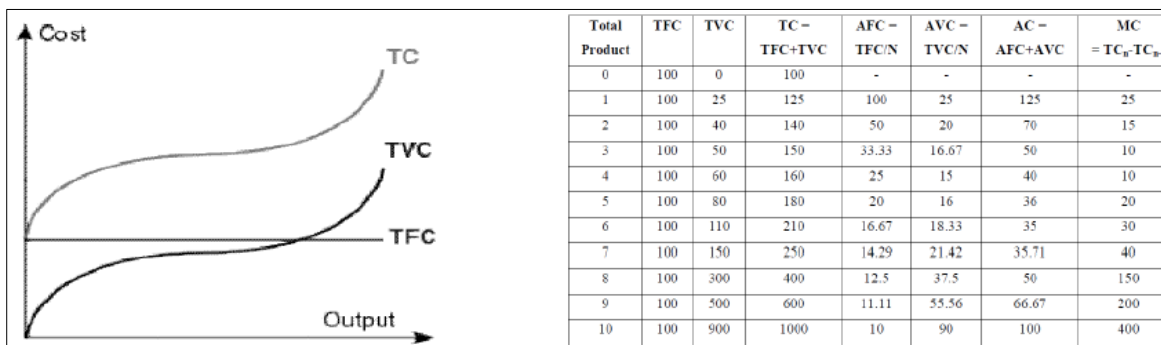 Cost
TC
TVC
TFC
Output
Total Product TFC TVC TC – TFC+TVC AFC – TFC/N AVC – TVC/N AC – AFC+AVC MC = TCn-TCn-
0 100 0 100 - - - -
1 100 25 125 100 25 125 25
2 100 40 140 50 20 70 15
3 100 50 150 33.33 16.67 50 10
4 100 60 160 25 15 40 10
5 100 80 180 20 16 36 20
6 100 110 210 16.67 18.33 35 30
7 100 150 250 14.29 21.42 35.71 40
8 100 300 400 12.5 37.5 50 150
9 100 500 600 11.11 55.56 66.67 200
10 100 900 1000 10 90 100 400